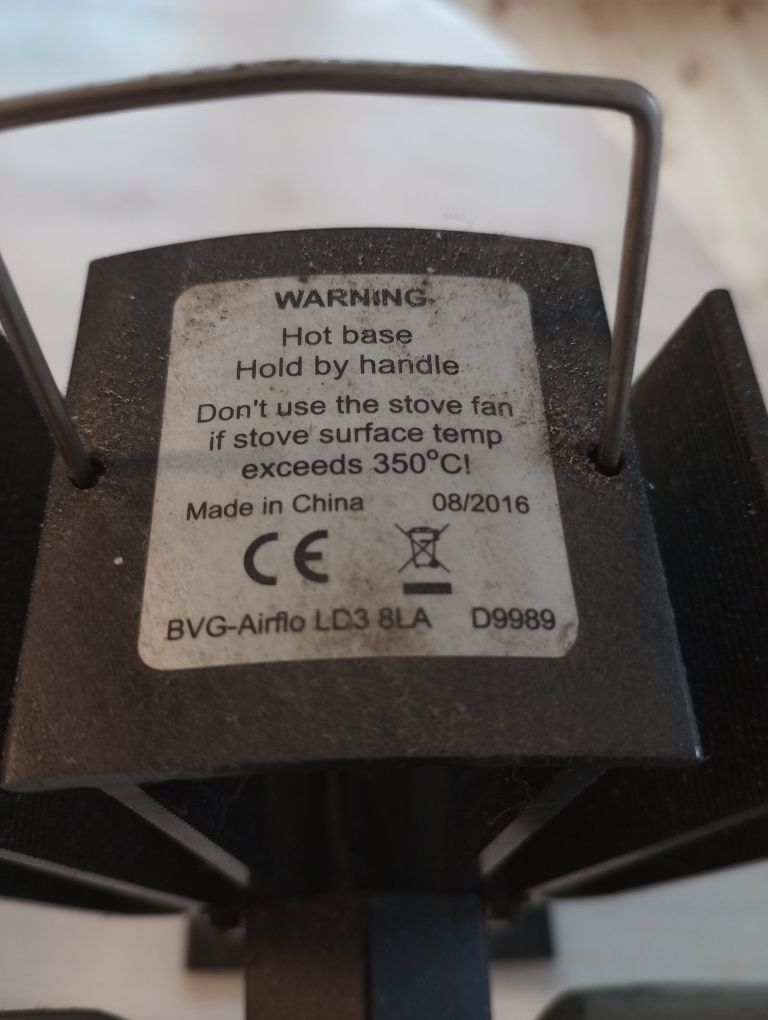 WARNING
Hot base
Hold by handle
Don't use the stove fan
if stove surface temp
exceeds 350°C!
Made in China 08/2016
CE
BVG-Airflo LD3 8LA D9989